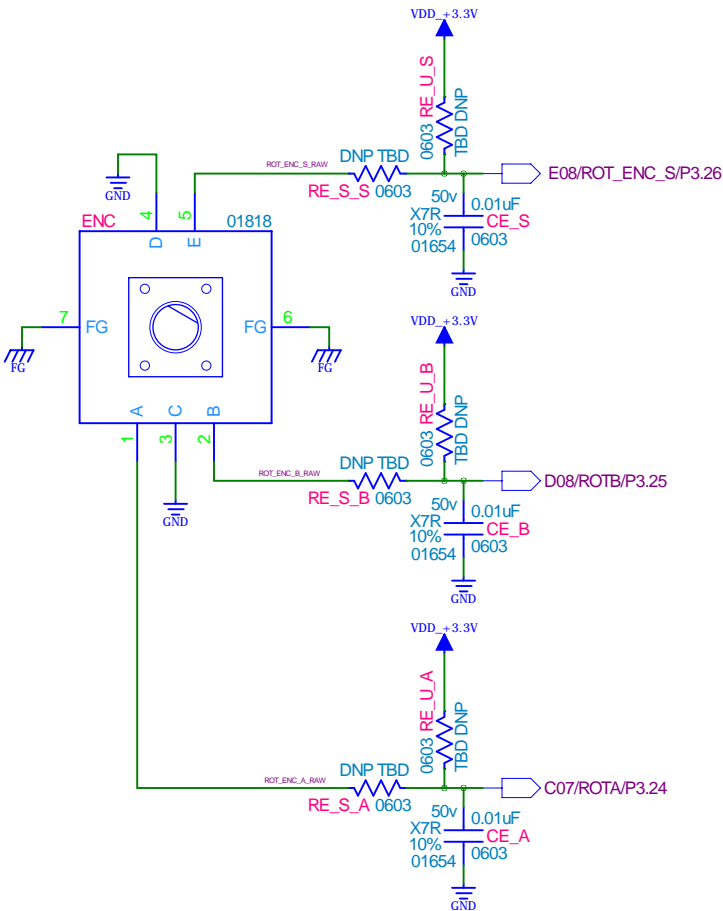 VDD_+3.3V
RE_U_S
0603
TBD DNP
ROT_ENC_S_RAW
DNP TBD
RE_S_S 0603
E08/ROT_ENC_S/P3.26
50v
X7R
10%
01654
0.01uF
CE_S
0603
GND
GND
4
5
ENC
01818
D
E
7
FG
FG
6
FG
FG
A
C
B
1
3
2
GND
VDD_+3.3V
RE_U_B
0603
TBD DNP
ROT_ENC_B_RAW
DNP TBD
RE_S_B 0603
D08/ROTB/P3.25
50v
X7R
10%
01654
0.01uF
CE_B
0603
GND
VDD_+3.3V
RE_U_A
0603
TBD DNP
ROT_ENC_A_RAW
DNP TBD
RE_S_A 0603
C07/ROTA/P3.24
50v
X7R
10%
01654
0.01uF
CE_A
0603
GND